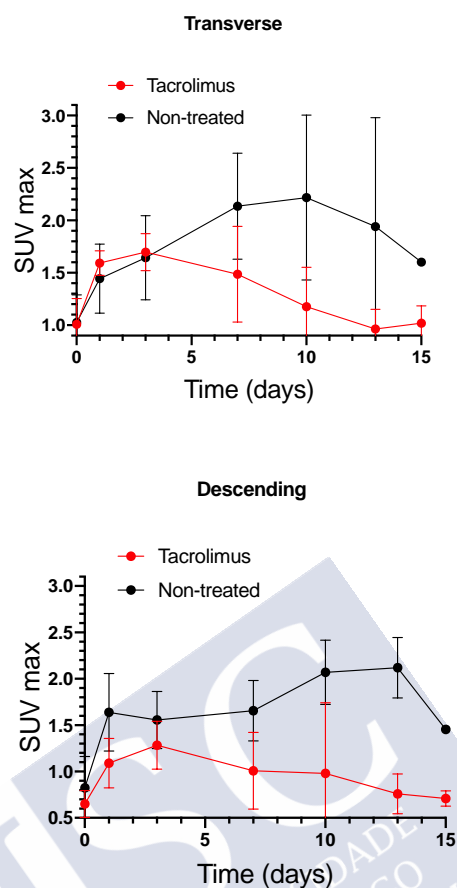 Transverse
Tacrolimus
Non-treated
3.0
2.5
2.0
1.5
1.0
SUV max
0 5 10 15
Time (days)
Descending
Tacrolimus
Non-treated
3.0
2.5
2.0
1.5
1.0
0.5
SUV max
0 5 10 15
Time (days)
USC
DADE